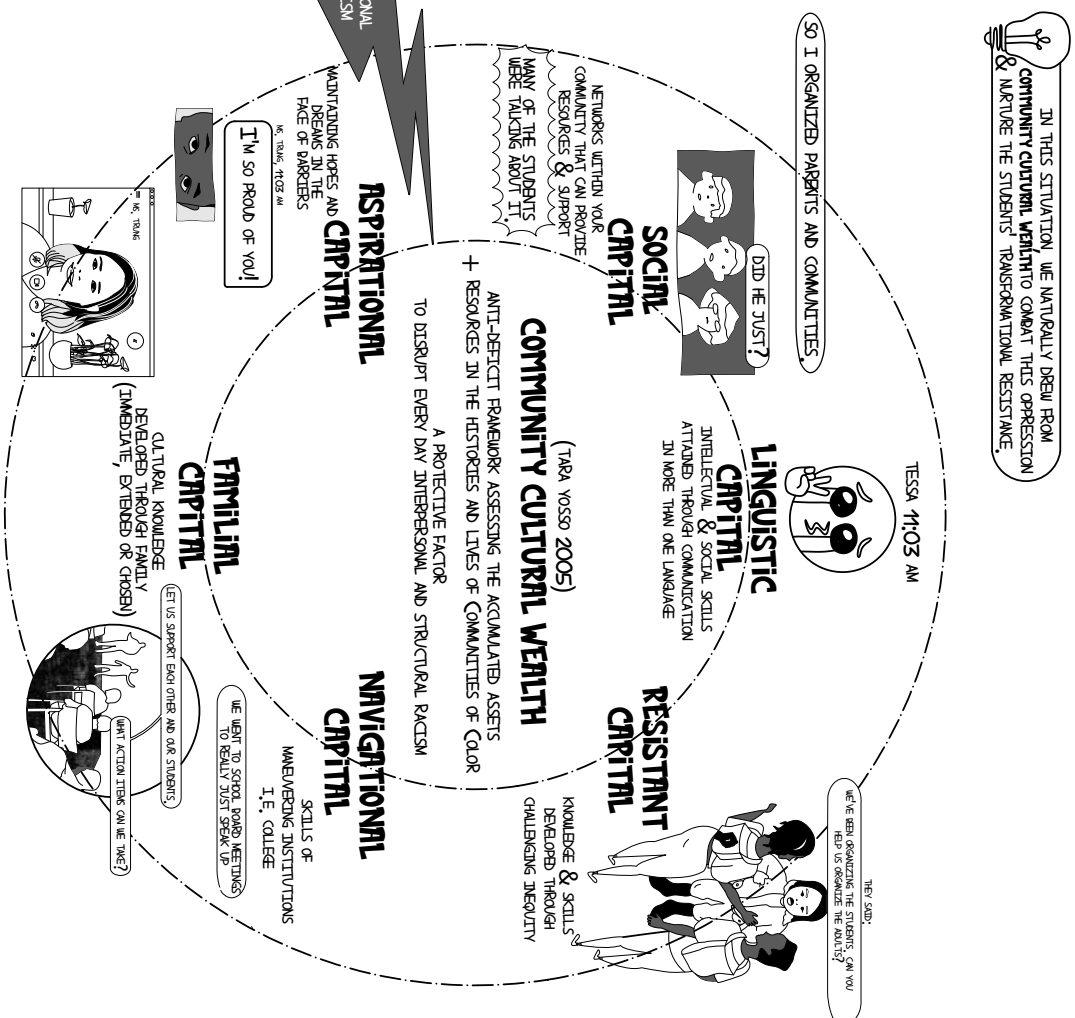 IN THIS SITUATION, WE NATURALLY DREW FROM
COMMUNITY CULTURAL WEALTH TO COMBAT THIS OPPRESSION
& NURTURE THE STUDENTS' TRANSFORMATIONAL RESISTANCE.
SO I ORGANIZED PARENTS AND COMMUNITIES.
DID HE JUST?
TESSA 11:03 AM
THEY SAID:
WE'VE BEEN ORGANIZING THE STUDENTS, CAN YOU
HELP US ORGANIZE THE ADULTS?
SOCIAL
CAPITAL
NETWORKS WITHIN YOUR
COMMUNITY THAT CAN PROVIDE
RESOURCES & SUPPORT
MANY OF THE STUDENTS
WERE TALKING ABOUT IT.
LINGUISTIC
CAPITAL
INTELLECTUAL & SOCIAL SKILLS
ATTAINED THROUGH COMMUNICATION
IN MORE THAN ONE LANGUAGE
RESISTANT
CAPITAL
KNOWLEDGE & SKILLS
DEVELOPED THROUGH
CHALLENGING INEQUITY
(TARA YOSSO 2005)
COMMUNITY CULTURAL WEALTH
ANTI-DEFICIT FRAMEWORK ASSESSING THE ACCUMULATED ASSETS
+ RESOURCES IN THE HISTORIES AND LIVES OF COMMUNITIES OF COLOR
A PROTECTIVE FACTOR
TO DISRUPT EVERY DAY INTERPERSONAL AND STRUCTURAL RACISM
ASPIRATIONAL
CAPITAL
MAINTAINING HOPES AND
DREAMS IN THE
FACE OF BARRIERS
MS. TRUNG, 11:03 AM
I'M SO PROUD OF YOU!
MS. TRUNG
NAVIGATIONAL
CAPITAL
SKILLS OF
MANEUVERING INSTITUTIONS
I.E. COLLEGE
WE WENT TO SCHOOL BOARD MEETINGS
TO REALLY JUST SPEAK UP
FAMILIAL
CAPITAL
CULTURAL KNOWLEDGE
DEVELOPED THROUGH FAMILY
(IMMEDIATE, EXTENDED OR CHOSEN)
LET US SUPPORT EACH OTHER AND OUR STUDENTS.
WHAT ACTION ITEMS CAN WE TAKE?